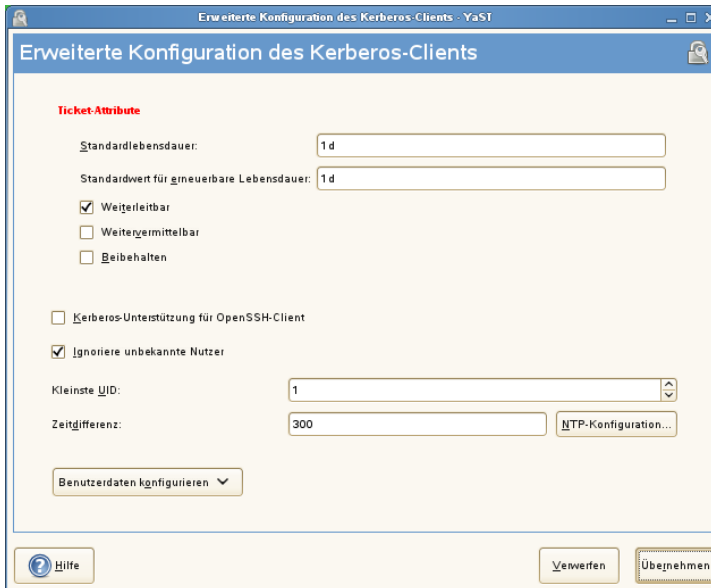 Erweiterte Konfiguration des Kerberos-Clients - YaST
Erweiterte Konfiguration des Kerberos-Clients
Ticket-Attribute
Standardlebensdauer: 1d
Standardwert für erneuerbare Lebensdauer: 1d
Weiterleitbar
Weitervermittelbar
Beibehalten
Kerberos-Unterstützung für OpenSSH-Client
Ignoriere unbekannte Nutzer
Kleinste UID: 1
Zeitdifferenz: 300 NTP-Konfiguration...
Benutzerdaten konfigurieren
Hilfe Verwerfen Übernehmen